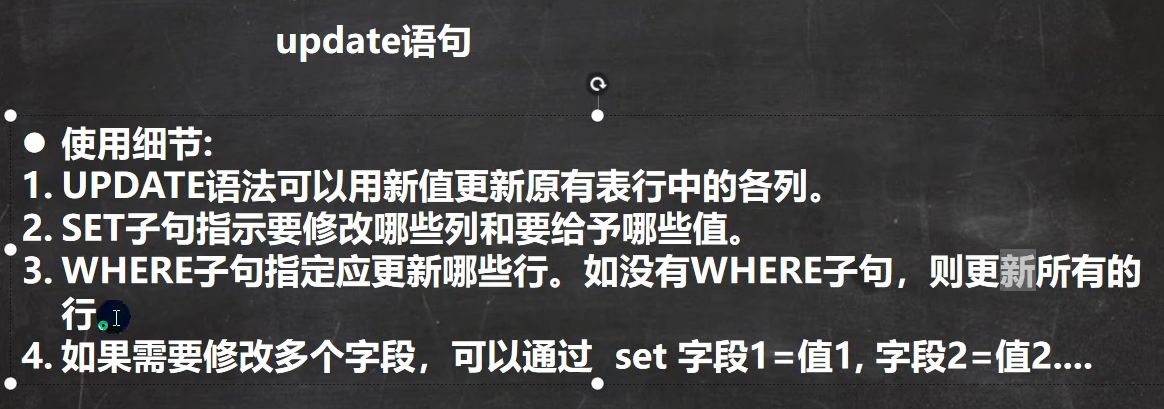 update语句
● 使用细节:
1. UPDATE语法可以用新值更新原有表行中的各列。
2. SET子句指示要修改哪些列和要给予哪些值。
3. WHERE子句指定应更新哪些行。如没有WHERE子句，则更新所有的
行。
4. 如果需要修改多个字段，可以通过 set 字段1=值1, 字段2=值2....